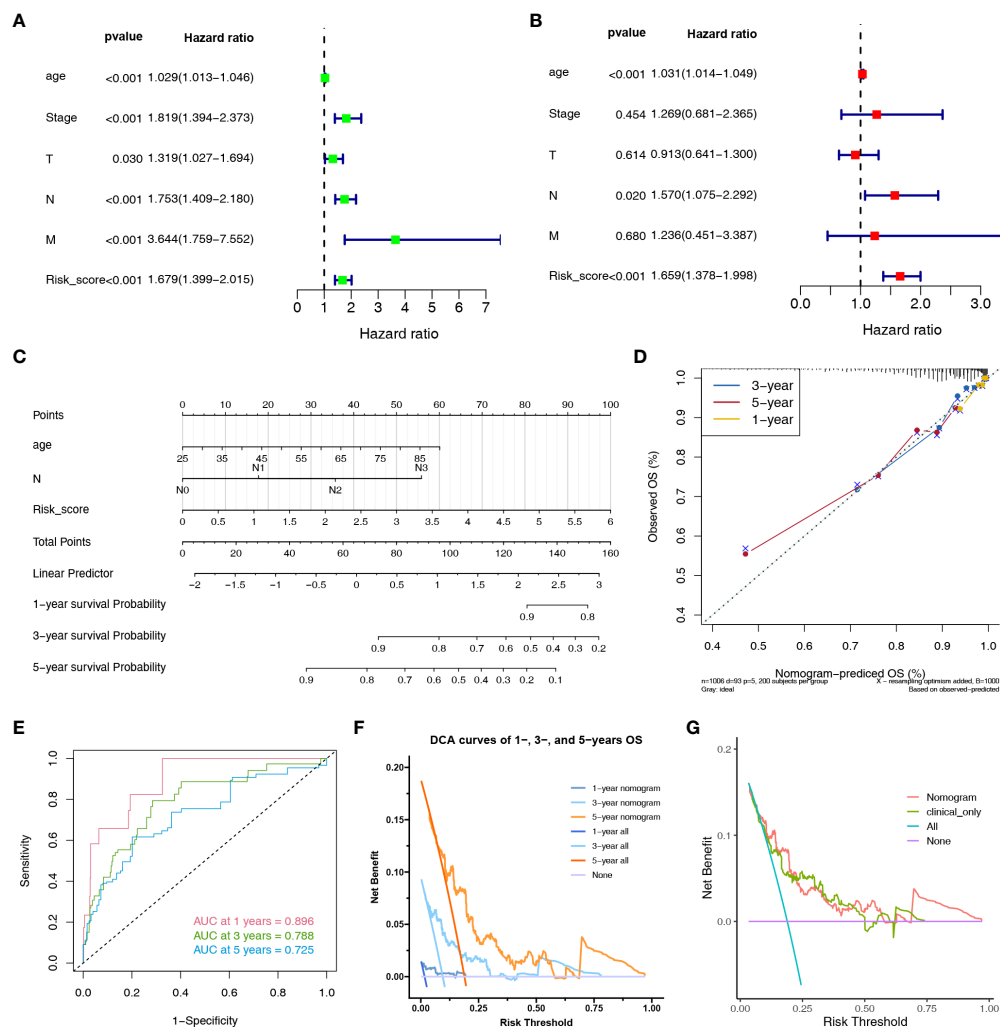 A
pvalue Hazard ratio
age <0.001 1.029(1.013−1.046)
Stage <0.001 1.819(1.394−2.373)
T 0.030 1.319(1.027−1.694)
N <0.001 1.753(1.409−2.180)
M <0.001 3.644(1.759−7.552)
Risk_score <0.001 1.679(1.399−2.015)
0 1 2 3 4 5 6 7
Hazard ratio
B
pvalue Hazard ratio
age <0.001 1.031(1.014−1.049)
Stage 0.454 1.269(0.681−2.365)
T 0.614 0.913(0.641−1.300)
N 0.020 1.570(1.075−2.292)
M 0.680 1.236(0.451−3.387)
Risk_score <0.001 1.659(1.378−1.998)
0.0 1.0 2.0 3.0
Hazard ratio
C
Points 0 10 20 30 40 50 60 70 80 90 100
age
25 35 45 55 65 75 85
N1 N3
N
N0 N2
Risk_score
0 0.5 1 1.5 2 2.5 3 3.5 4 4.5 5 5.5 6
Total Points
0 20 40 60 80 100 120 140 160
Linear Predictor
−2 −1.5 −1 −0.5 0 0.5 1 1.5 2 2.5 3
1−year survival Probability
0.9 0.8
3−year survival Probability
0.9 0.8 0.7 0.6 0.5 0.4 0.3 0.2
5−year survival Probability
0.9 0.8 0.7 0.6 0.5 0.4 0.3 0.2 0.1
D
3−year
5−year
1−year
Observed OS (%)
1.0
0.9
0.8
0.7
0.6
0.5
0.4
0.4 0.5 0.6 0.7 0.8 0.9 1.0
Nomogram−prediced OS (%)
n=1006 d=93 p=5, 200 subjects per group
Gray: ideal
X − resampling optimism added, B=1000
Based on observed−predicted
E
Sensitivity
1.0
0.8
0.6
0.4
0.2
0.0
AUC at 1 years = 0.896
AUC at 3 years = 0.788
AUC at 5 years = 0.725
0.0 0.2 0.4 0.6 0.8 1.0
1−Specificity
F
DCA curves of 1−, 3−, and 5−years OS
Net Benefit
0.20
0.15
0.10
0.05
0.00
1−year nomogram
3−year nomogram
5−year nomogram
1−year all
3−year all
5−year all
None
0.00 0.25 0.50 0.75 1.00
Risk Threshold
G
Net Benefit
0.2
0.1
0.0
Nomogram
clinical_only
All
None
0.00 0.25 0.50 0.75 1.00
Risk Threshold